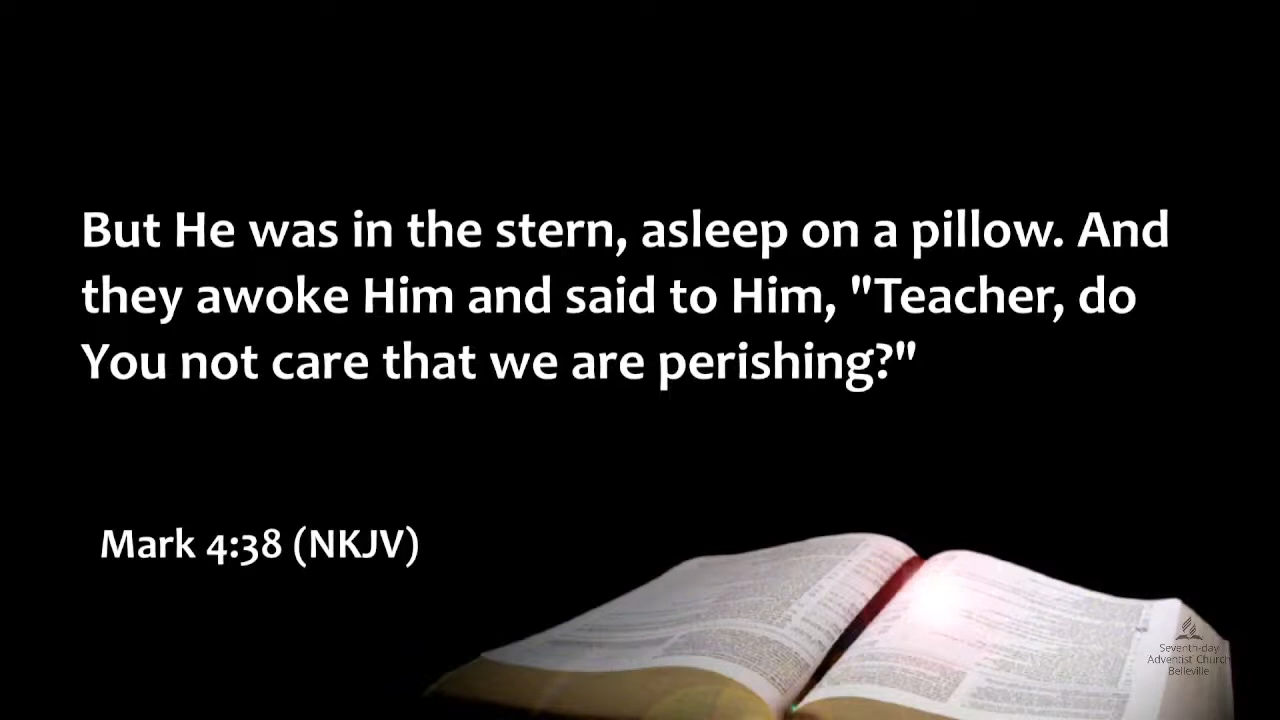 But He was in the stern, asleep on a pillow. And
they awoke Him and said to Him, "Teacher, do
You not care that we are perishing?"
Mark 4:38 (NKJV)
Seventh-day
Adventist Church
Belleville